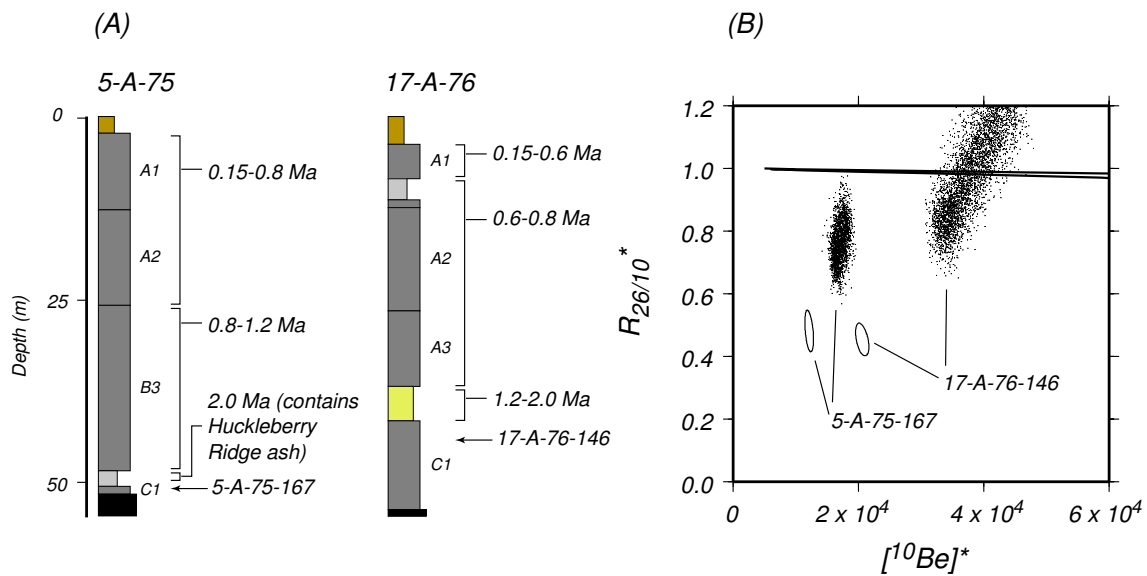 (A)
5-A-75
17-A-76
0
25
50
Depth (m)
A1
A2
B3
C1
0.15-0.8 Ma
0.8-1.2 Ma
2.0 Ma (contains
Huckleberry
Ridge ash)
5-A-75-167
A1
A2
A3
C1
0.15-0.6 Ma
0.6-0.8 Ma
1.2-2.0 Ma
17-A-76-146
(B)
1.2
1.0
0.8
0.6
0.4
0.2
0.0
R26/10*
17-A-76-146
5-A-75-167
0
2 x 10⁴
4 x 10⁴
6 x 10⁴
[¹⁰Be]*